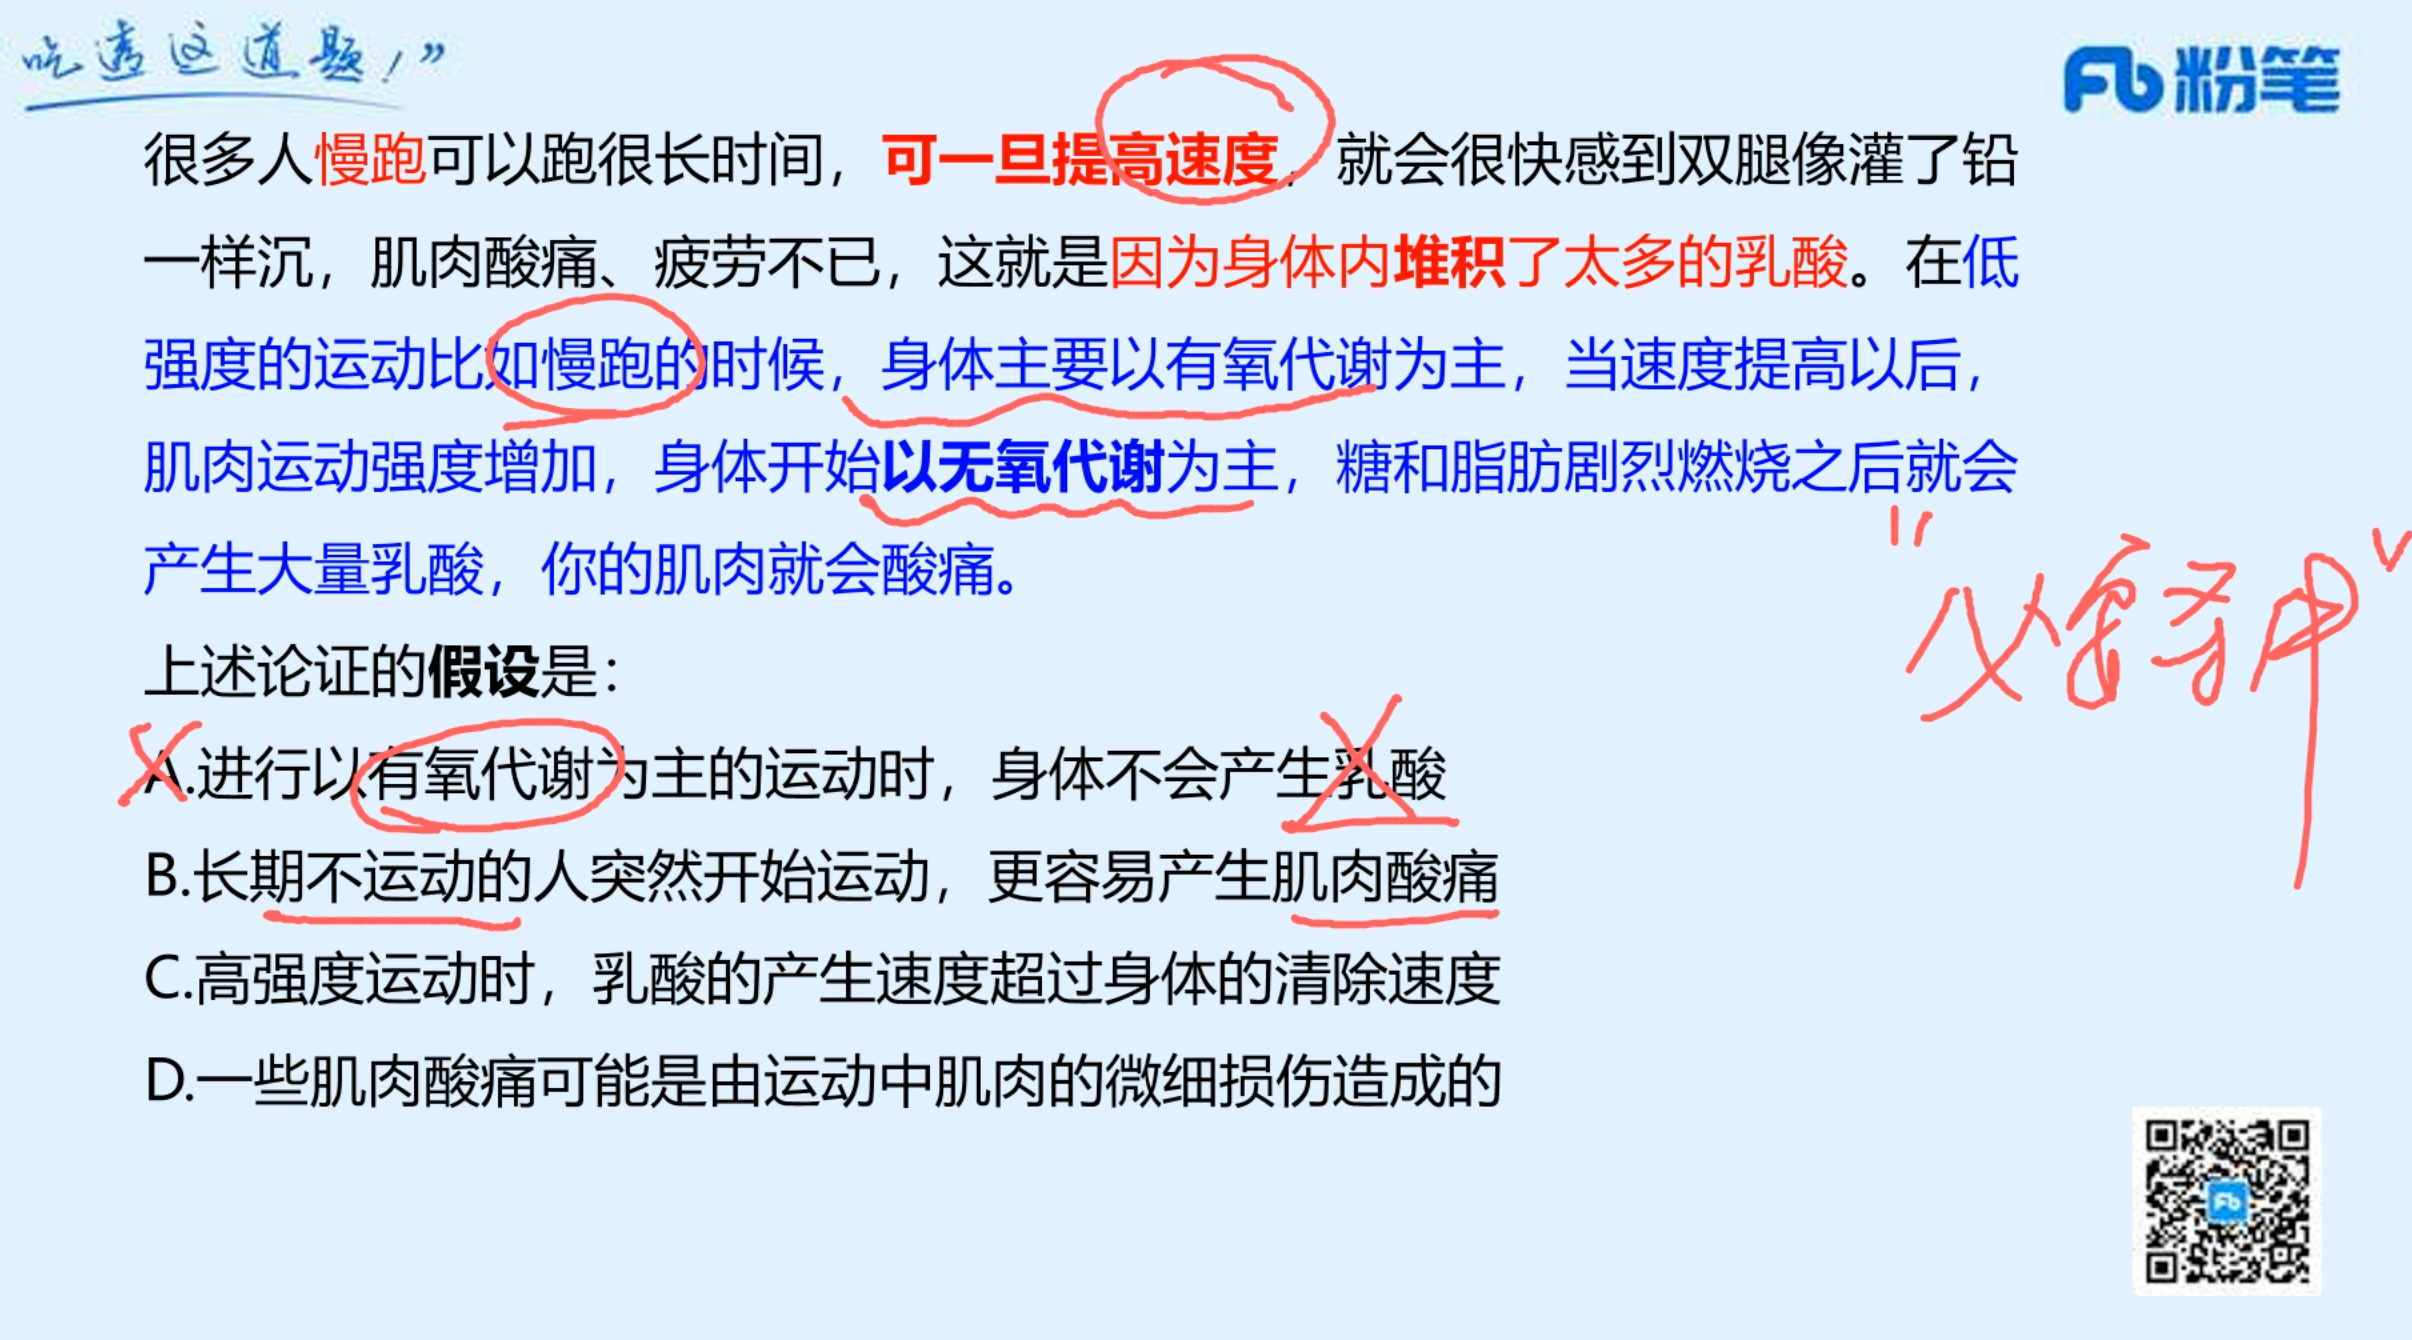 吃透这道题！”
粉笔
很多人慢跑可以跑很长时间，可一旦提高速度，就会很快感到双腿像灌了铅
一样沉，肌肉酸痛、疲劳不已，这就是因为身体内堆积了太多的乳酸。在低
强度的运动比如慢跑的时候，身体主要以有氧代谢为主，当速度提高以后，
肌肉运动强度增加，身体开始以无氧代谢为主，糖和脂肪剧烈燃烧之后就会
产生大量乳酸，你的肌肉就会酸痛。
上述论证的假设是：
A.进行以有氧代谢为主的运动时，身体不会产生乳酸
B.长期不运动的人突然开始运动，更容易产生肌肉酸痛
C.高强度运动时，乳酸的产生速度超过身体的清除速度
D.一些肌肉酸痛可能是由运动中肌肉的微细损伤造成的